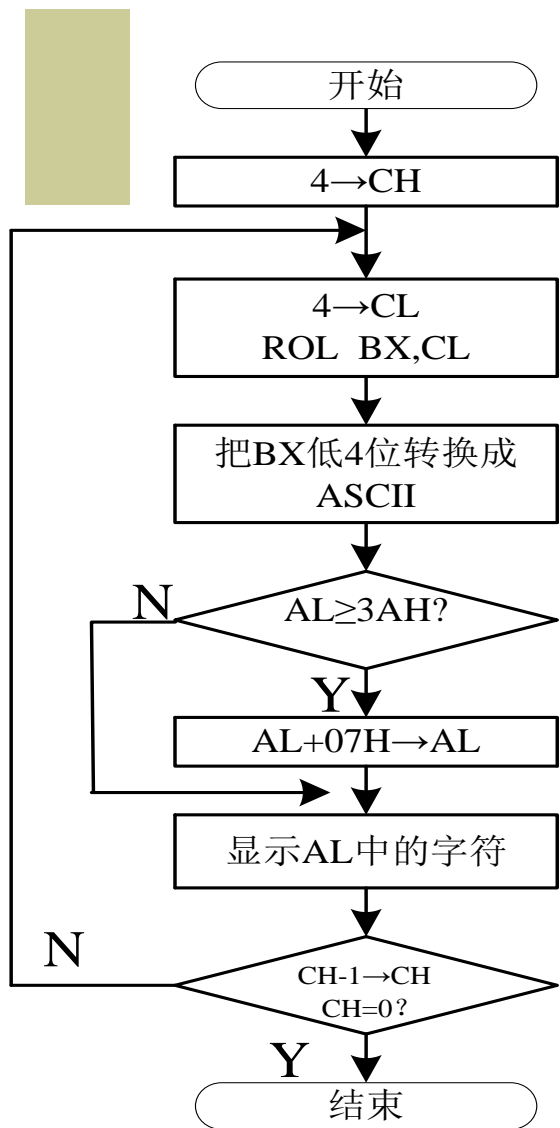 开始
4→CH
4→CL
ROL BX,CL
把BX低4位转换成
ASCII
N
AL≥3AH?
Y
AL+07H→AL
显示AL中的字符
N
CH-1→CH
CH=0?
Y
结束